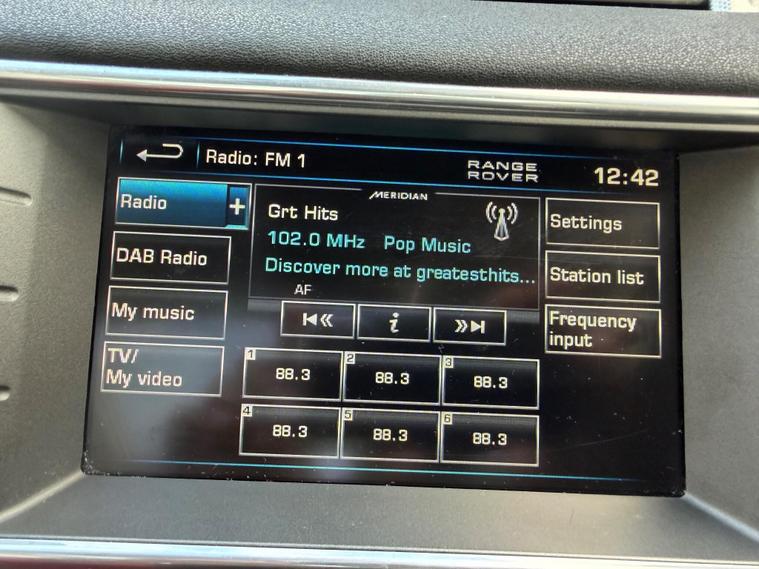 Radio: FM 1
RANGE
ROVER
12:42
Radio +
DAB Radio
My music
TV/
My video
MERIDIAN
Grt Hits
102.0 MHz Pop Music
Discover more at greatesthits...
AF
i
1 88.3
2 88.3
3 88.3
4 88.3
5 88.3
6 88.3
Settings
Station list
Frequency
input